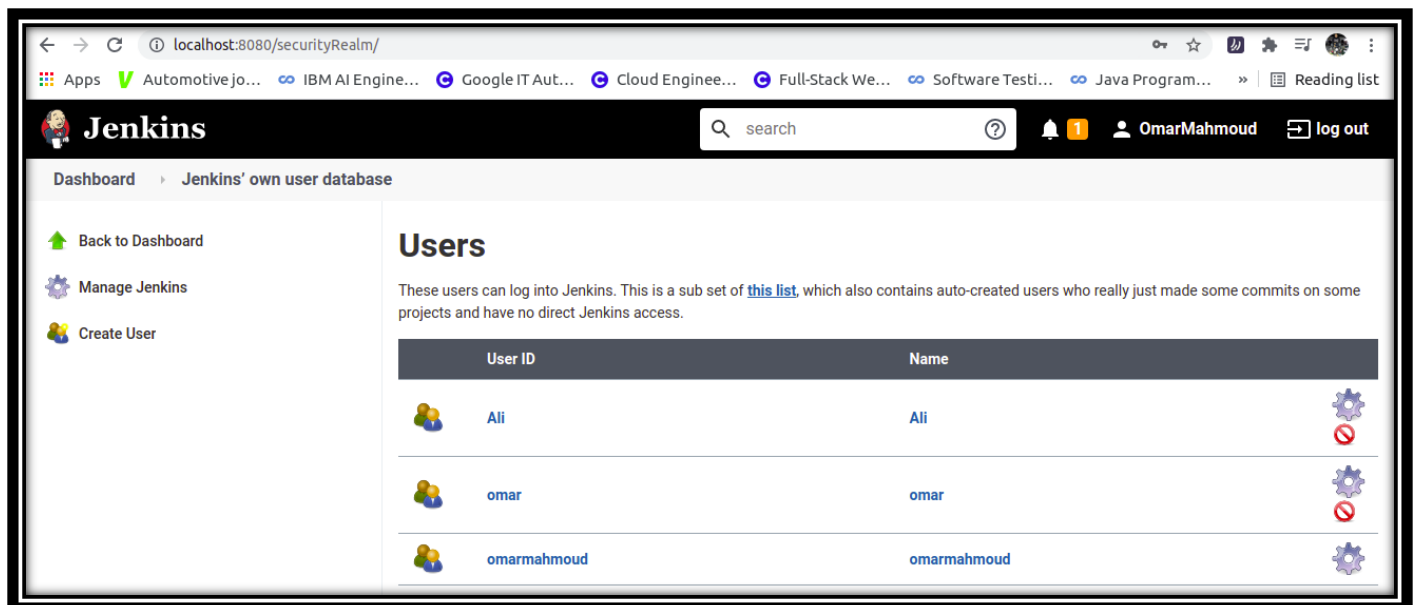 localhost:8080/securityRealm/
Apps Automotive jo... IBM AI Engine... Google IT Aut... Cloud Enginee... Full-Stack We... Software Testi... Java Program... » Reading list
Jenkins search 1 OmarMahmoud log out
Dashboard Jenkins' own user database
Back to Dashboard
Manage Jenkins
Create User
Users
These users can log into Jenkins. This is a sub set of this list, which also contains auto-created users who really just made some commits on some
projects and have no direct Jenkins access.
User ID Name
Ali Ali
omar omar
omarmahmoud omarmahmoud